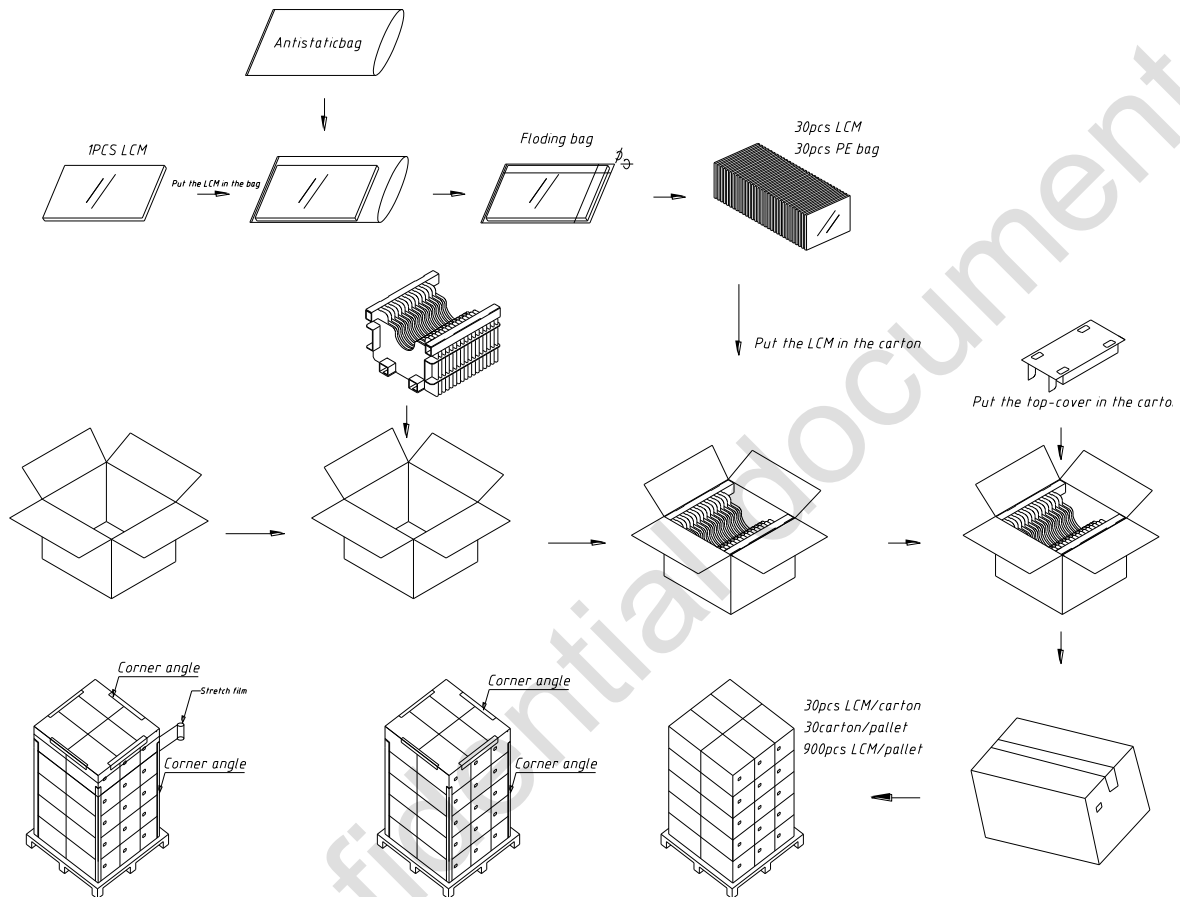 Antistaticbag
1PCS LCM
Put the LCM in the bag
Floding bag
30pcs LCM
30pcs PE bag
Put the LCM in the carton
Put the top-cover in the carto
Corner angle
Stretch film
Corner angle
Corner angle
Corner angle
30pcs LCM/carton
30carton/pallet
900pcs LCM/pallet
fidential document